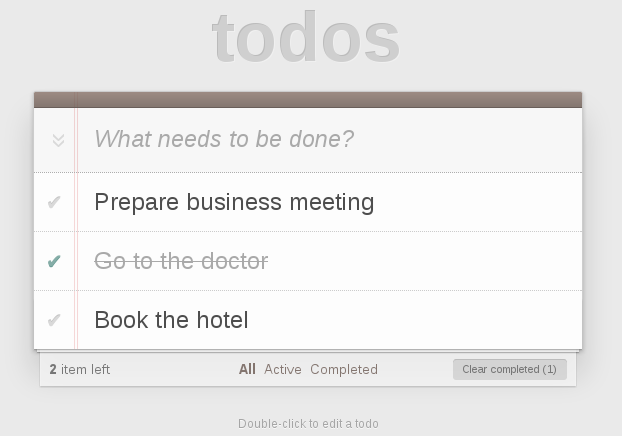 todos
What needs to be done?
Prepare business meeting
Go to the doctor
Book the hotel
2 item left All Active Completed Clear completed (1)
Double-click to edit a todo